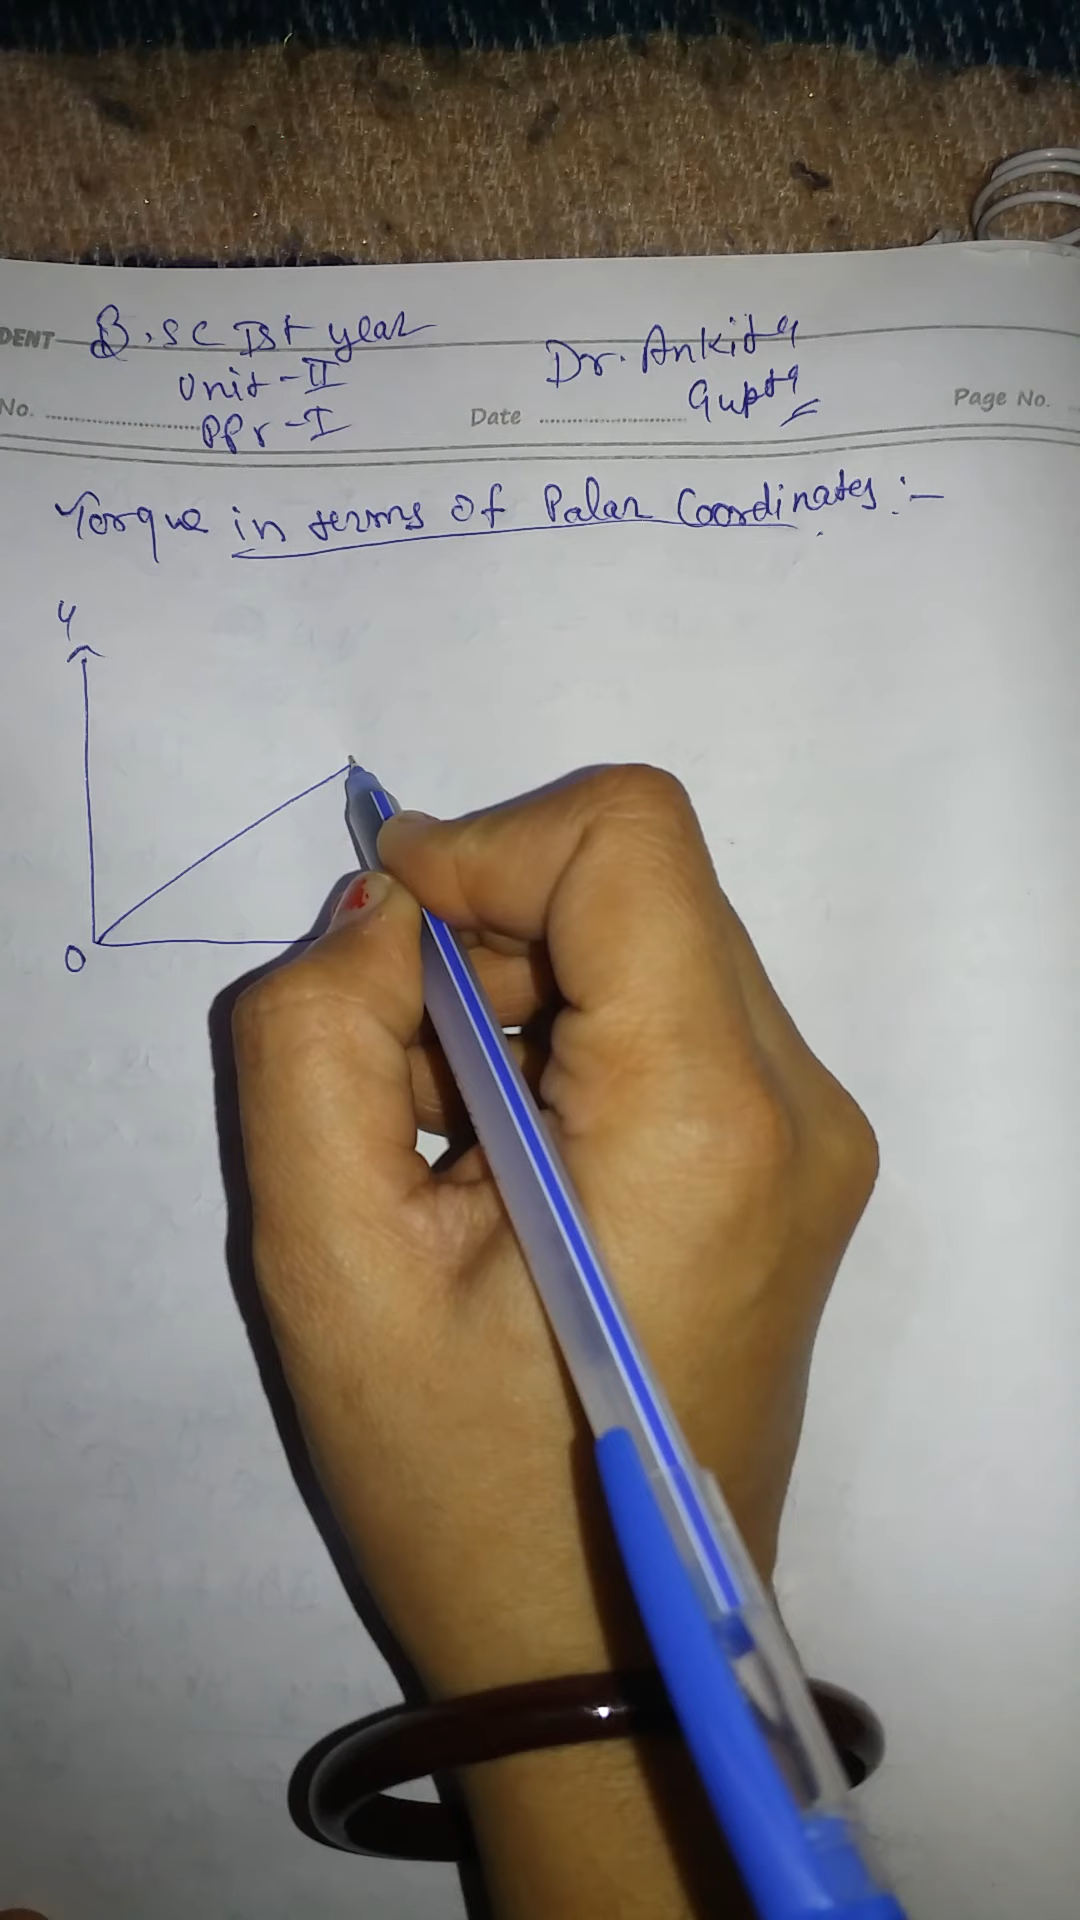 DENT
B.sc Ist year
Unit-II
PPr-I
Dr. Ankita
Gupta
No.
Date
Page No.
Torque in terms of Polar Coordinates :-
Y
O